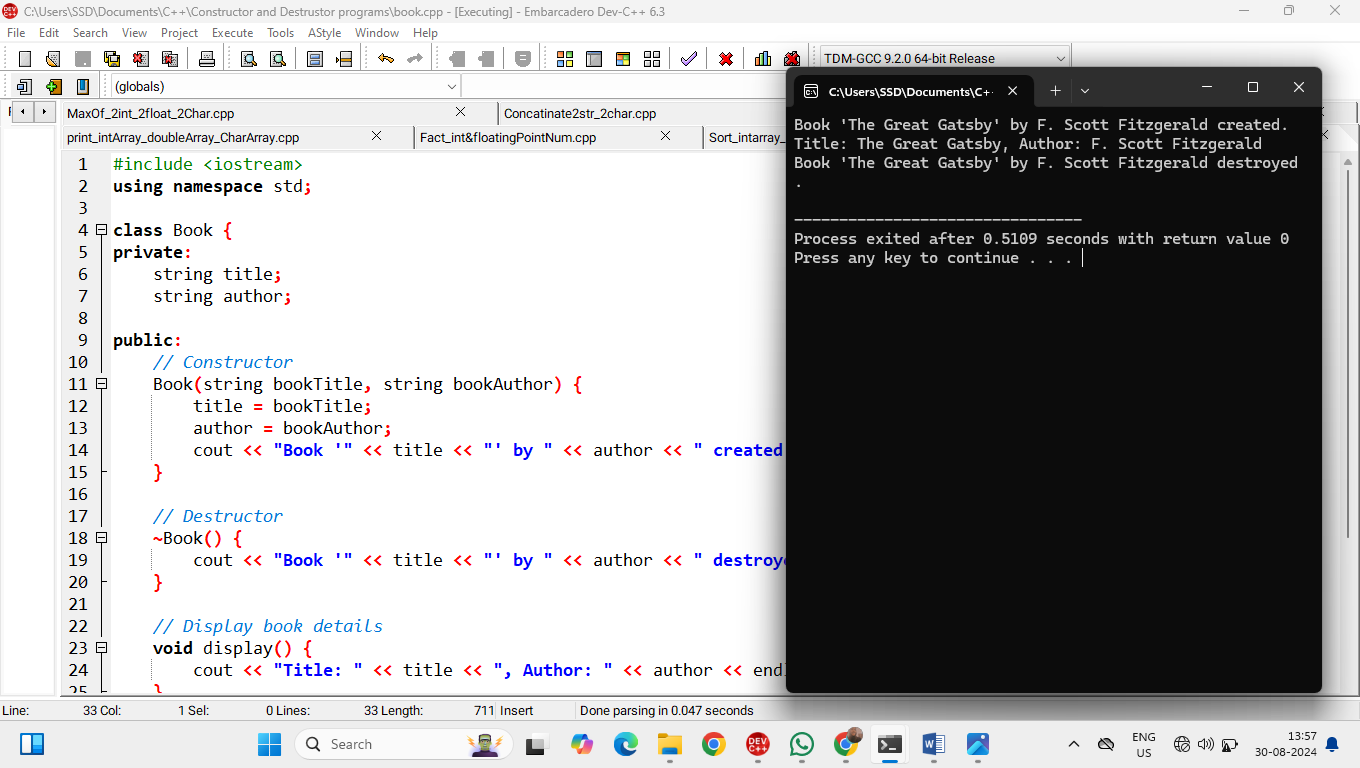 C:\Users\SSD\Documents\C++\Constructor and Destrustor programs\book.cpp - [Executing] - Embarcadero Dev-C++ 6.3
File Edit Search View Project Execute Tools AStyle Window Help
TDM-GCC 9.2.0 64-bit Release
(globals)
MaxOf_2int_2float_2Char.cpp Concatinate2str_2char.cpp
print_intArray_doubleArray_CharArray.cpp Fact_int&floatingPointNum.cpp Sort_intarray_
1 #include <iostream>
2 using namespace std;
3
4 class Book {
5 private:
6 string title;
7 string author;
8
9 public:
10 // Constructor
11 Book(string bookTitle, string bookAuthor) {
12 title = bookTitle;
13 author = bookAuthor;
14 cout << "Book '" << title << "' by " << author << " created
15 }
16
17 // Destructor
18 ~Book() {
19 cout << "Book '" << title << "' by " << author << " destroye
20 }
21
22 // Display book details
23 void display() {
24 cout << "Title: " << title << ", Author: " << author << endl
25 }
C:\Users\SSD\Documents\C+
Book 'The Great Gatsby' by F. Scott Fitzgerald created.
Title: The Great Gatsby, Author: F. Scott Fitzgerald
Book 'The Great Gatsby' by F. Scott Fitzgerald destroyed
.
--------------------------------
Process exited after 0.5109 seconds with return value 0
Press any key to continue . . .
Line: 33 Col: 1 Sel: 0 Lines: 33 Length: 711 Insert Done parsing in 0.047 seconds
Search
DEV C++
ENG
US
13:57
30-08-2024